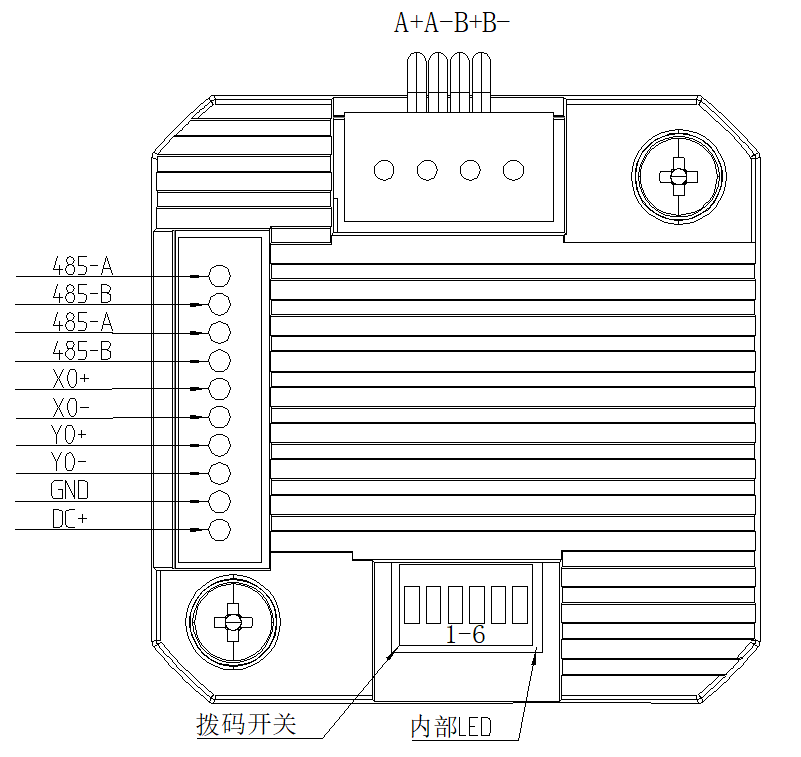 A+A-B+B-
485-A
485-B
485-A
485-B
X0+
X0-
Y0+
Y0-
GND
DC+
1-6
拨码开关
内部LED